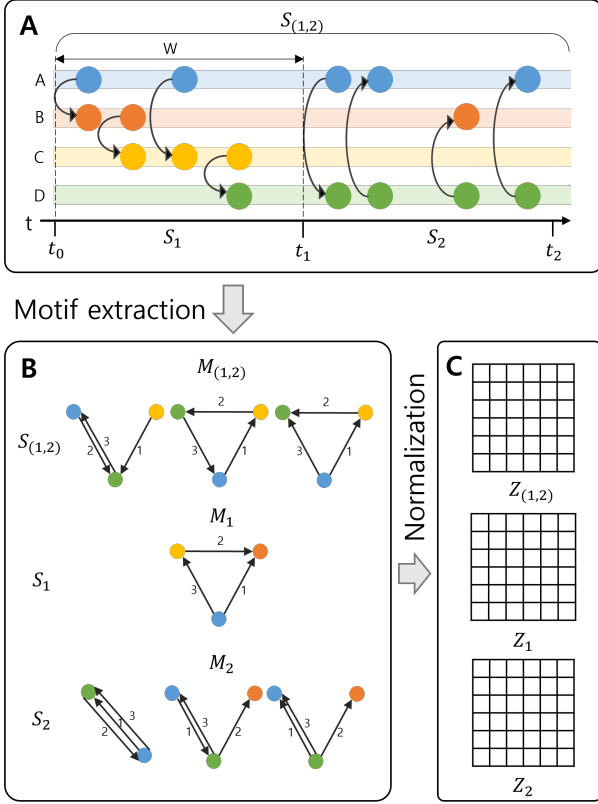 A
S(1,2)
W
A
B
C
D
t
t0 S1 t1 S2 t2
Motif extraction
B
M(1,2)
S(1,2)
2 3 1
2 3 1
2 3 1
M1
S1
2
3 1
M2
S2
2 1 3
1 3 2
1 3 2
Normalization
C
Z(1,2)
Z1
Z2